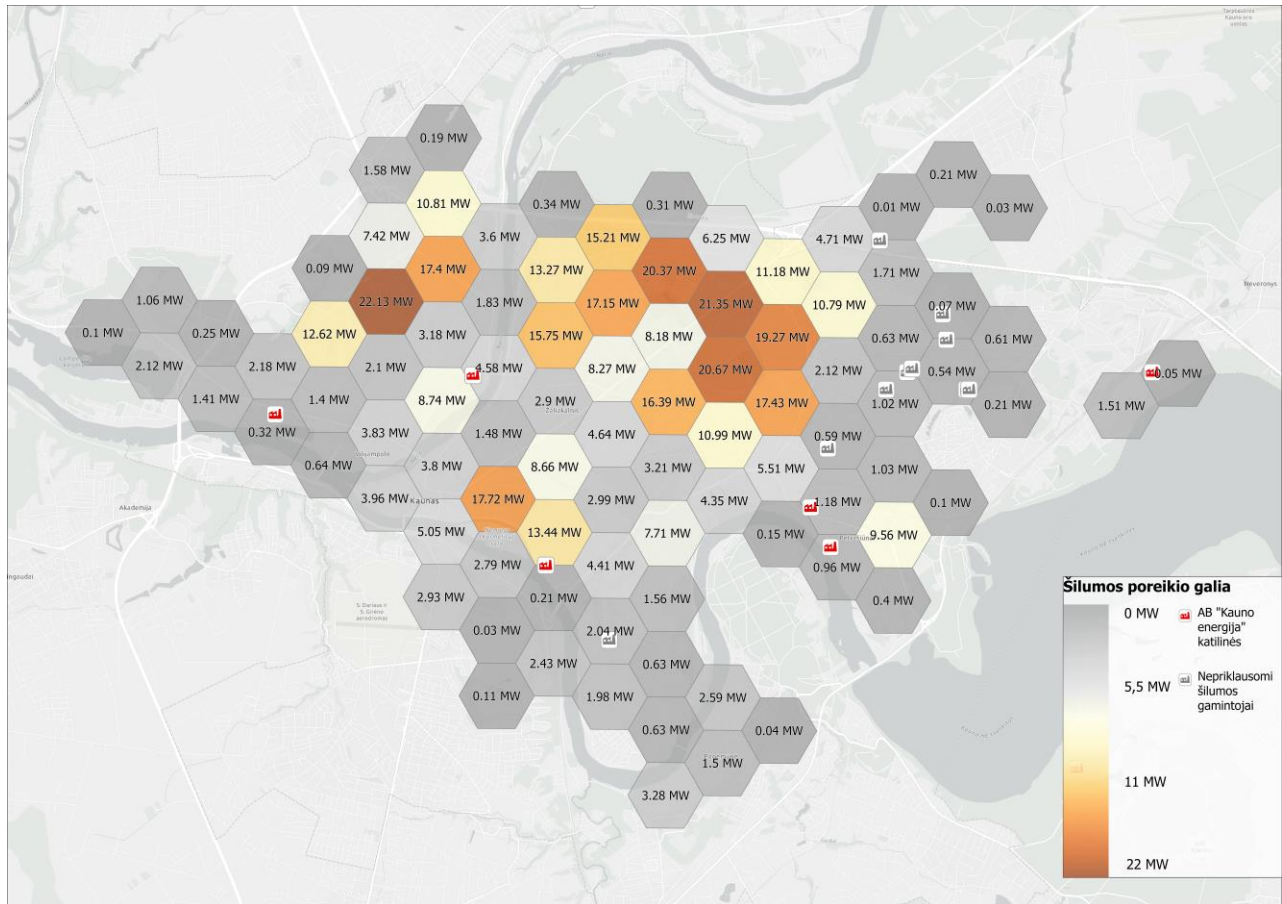 0.19 MW
1.58 MW
0.21 MW
10.81 MW
0.34 MW
0.31 MW
0.01 MW
0.03 MW
7.42 MW
3.6 MW
15.21 MW
6.25 MW
4.71 MW
0.09 MW
17.4 MW
13.27 MW
20.37 MW
11.18 MW
1.71 MW
1.06 MW
22.13 MW
1.83 MW
17.15 MW
21.35 MW
10.79 MW
0.07 MW
0.1 MW
0.25 MW
12.62 MW
3.18 MW
15.75 MW
8.18 MW
19.27 MW
0.63 MW
0.61 MW
2.12 MW
2.18 MW
2.1 MW
4.58 MW
8.27 MW
20.67 MW
2.12 MW
0.54 MW
0.05 MW
1.41 MW
1.4 MW
8.74 MW
2.9 MW
16.39 MW
17.43 MW
1.02 MW
0.21 MW
1.51 MW
Žaliakalnis
0.32 MW
3.83 MW
1.48 MW
4.64 MW
10.99 MW
0.59 MW
0.64 MW
3.8 MW
8.66 MW
3.21 MW
5.51 MW
1.03 MW
3.96 MW
Kaunas
17.72 MW
2.99 MW
4.35 MW
1.18 MW
0.1 MW
Akademija
5.05 MW
13.44 MW
7.71 MW
0.15 MW
9.56 MW
2.79 MW
4.41 MW
0.96 MW
2.93 MW
0.21 MW
1.56 MW
0.4 MW
S. Dariaus ir
S. Girėno
aerodromas
0.03 MW
2.04 MW
2.43 MW
0.63 MW
0.11 MW
1.98 MW
2.59 MW
0.63 MW
0.04 MW
1.5 MW
3.28 MW
Šilumos poreikio galia
0 MW
5,5 MW
11 MW
22 MW
AB "Kauno
energija"
katilinės
Nepriklausomi
šilumos
gamintojai